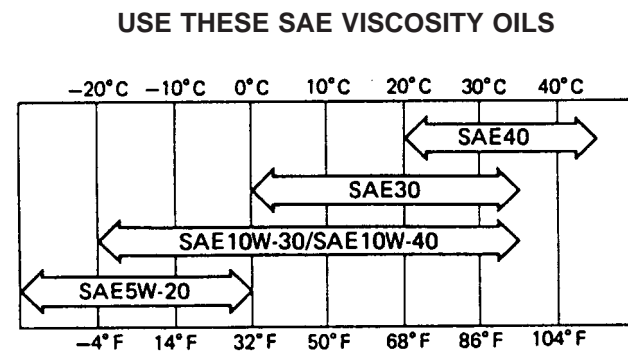 USE THESE SAE VISCOSITY OILS
−20°C −10°C 0°C 10°C 20°C 30°C 40°C
SAE40
SAE30
SAE10W-30/SAE10W-40
SAE5W-20
−4°F 14°F 32°F 50°F 68°F 86°F 104°F